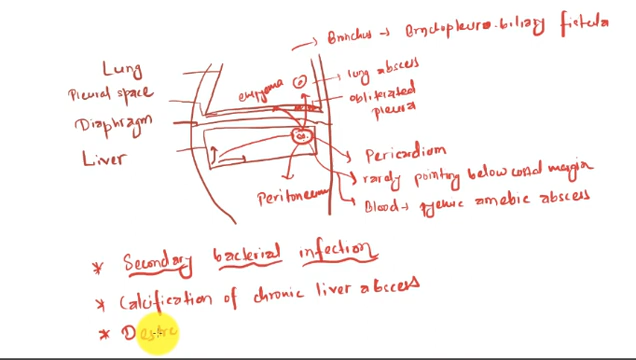 Bronchus → Bronchopleuro-biliary fistula
Lung
Pleural space
Diaphragm
Liver
empyema
lung abscess
obliterated
pleura
Peritoneum
Pericardium
rarely pointing below costal margin
Blood → pyemic amebic abscess
* Secondary bacterial infection
* Calcification of chronic liver abscess
* Destre